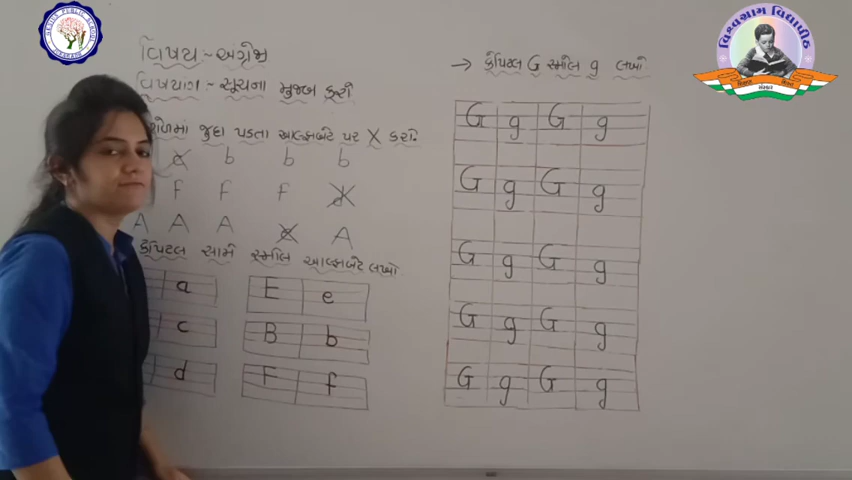 વિષય :- અંગ્રેજી
વિષયાંગ :- સૂચના મુજબ કરો
જુદા પડતા આલ્ફાબેટ પર X કરો.
a b b b
f f f x
A A A x A
કેપિટલ સામે સ્મોલ આલ્ફાબેટ લખો
a E e
c B b
d F f
→ કેપિટલ G સ્મોલ g લખો
G g G g
G g G g
G g G g
G g G g
G g G g
વિશ્વગ્રામ વિદ્યાપીઠ